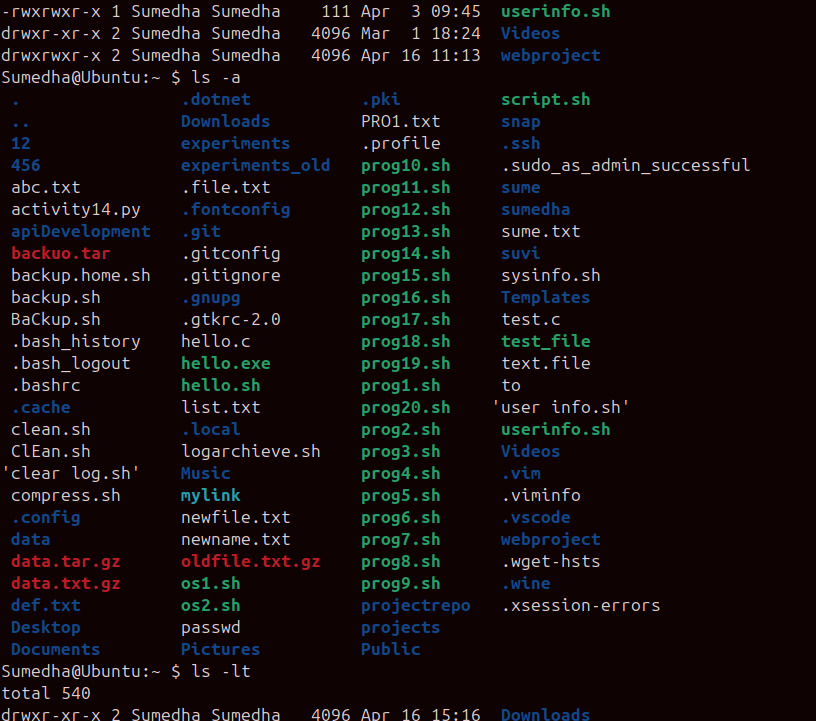 -rwxrwxr-x 1 Sumedha Sumedha    111 Apr  3 09:45  userinfo.sh
drwxr-xr-x 2 Sumedha Sumedha   4096 Mar  1 18:24  Videos
drwxrwxr-x 2 Sumedha Sumedha   4096 Apr 16 11:13  webproject
Sumedha@Ubuntu:~ $ ls -a
 .                .dotnet           .pki          script.sh
 ..               Downloads         PRO1.txt      snap
 12               experiments       .profile      .ssh
 456              experiments_old   prog10.sh     .sudo_as_admin_successful
 abc.txt          .file.txt         prog11.sh     sume
 activity14.py    .fontconfig       prog12.sh     sumedha
 apiDevelopment   .git              prog13.sh     sume.txt
 backuo.tar       .gitconfig        prog14.sh     suvi
 backup.home.sh   .gitignore        prog15.sh     sysinfo.sh
 backup.sh        .gnupg            prog16.sh     Templates
 BaCkup.sh        .gtkrc-2.0        prog17.sh     test.c
 .bash_history    hello.c           prog18.sh     test_file
 .bash_logout     hello.exe         prog19.sh     text.file
 .bashrc          hello.sh          prog1.sh      to
 .cache           list.txt          prog20.sh    'user info.sh'
 clean.sh         .local            prog2.sh      userinfo.sh
 ClEan.sh         logarchieve.sh    prog3.sh      Videos
'clear log.sh'    Music             prog4.sh      .vim
 compress.sh      mylink            prog5.sh      .viminfo
 .config          newfile.txt       prog6.sh      .vscode
 data             newname.txt       prog7.sh      webproject
 data.tar.gz      oldfile.txt.gz    prog8.sh      .wget-hsts
 data.txt.gz      os1.sh            prog9.sh      .wine
 def.txt          os2.sh            projectrepo   .xsession-errors
 Desktop          passwd            projects
 Documents        Pictures          Public
Sumedha@Ubuntu:~ $ ls -lt
total 540
drwxr-xr-x 2 Sumedha Sumedha   4096 Apr 16 15:16  Downloads